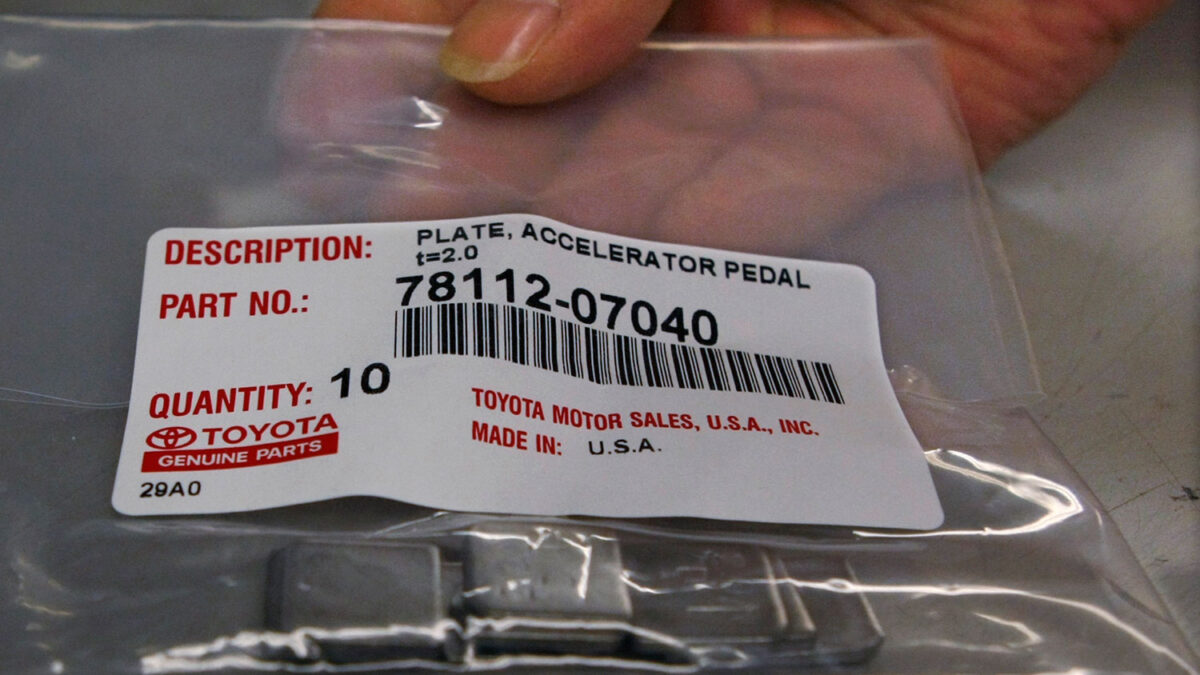 DESCRIPTION: PLATE, ACCELERATOR PEDAL
t=2.0
PART NO.: 78112-07040
QUANTITY: 10
TOYOTA MOTOR SALES, U.S.A., INC.
MADE IN: U.S.A.
TOYOTA
GENUINE PARTS
29A0